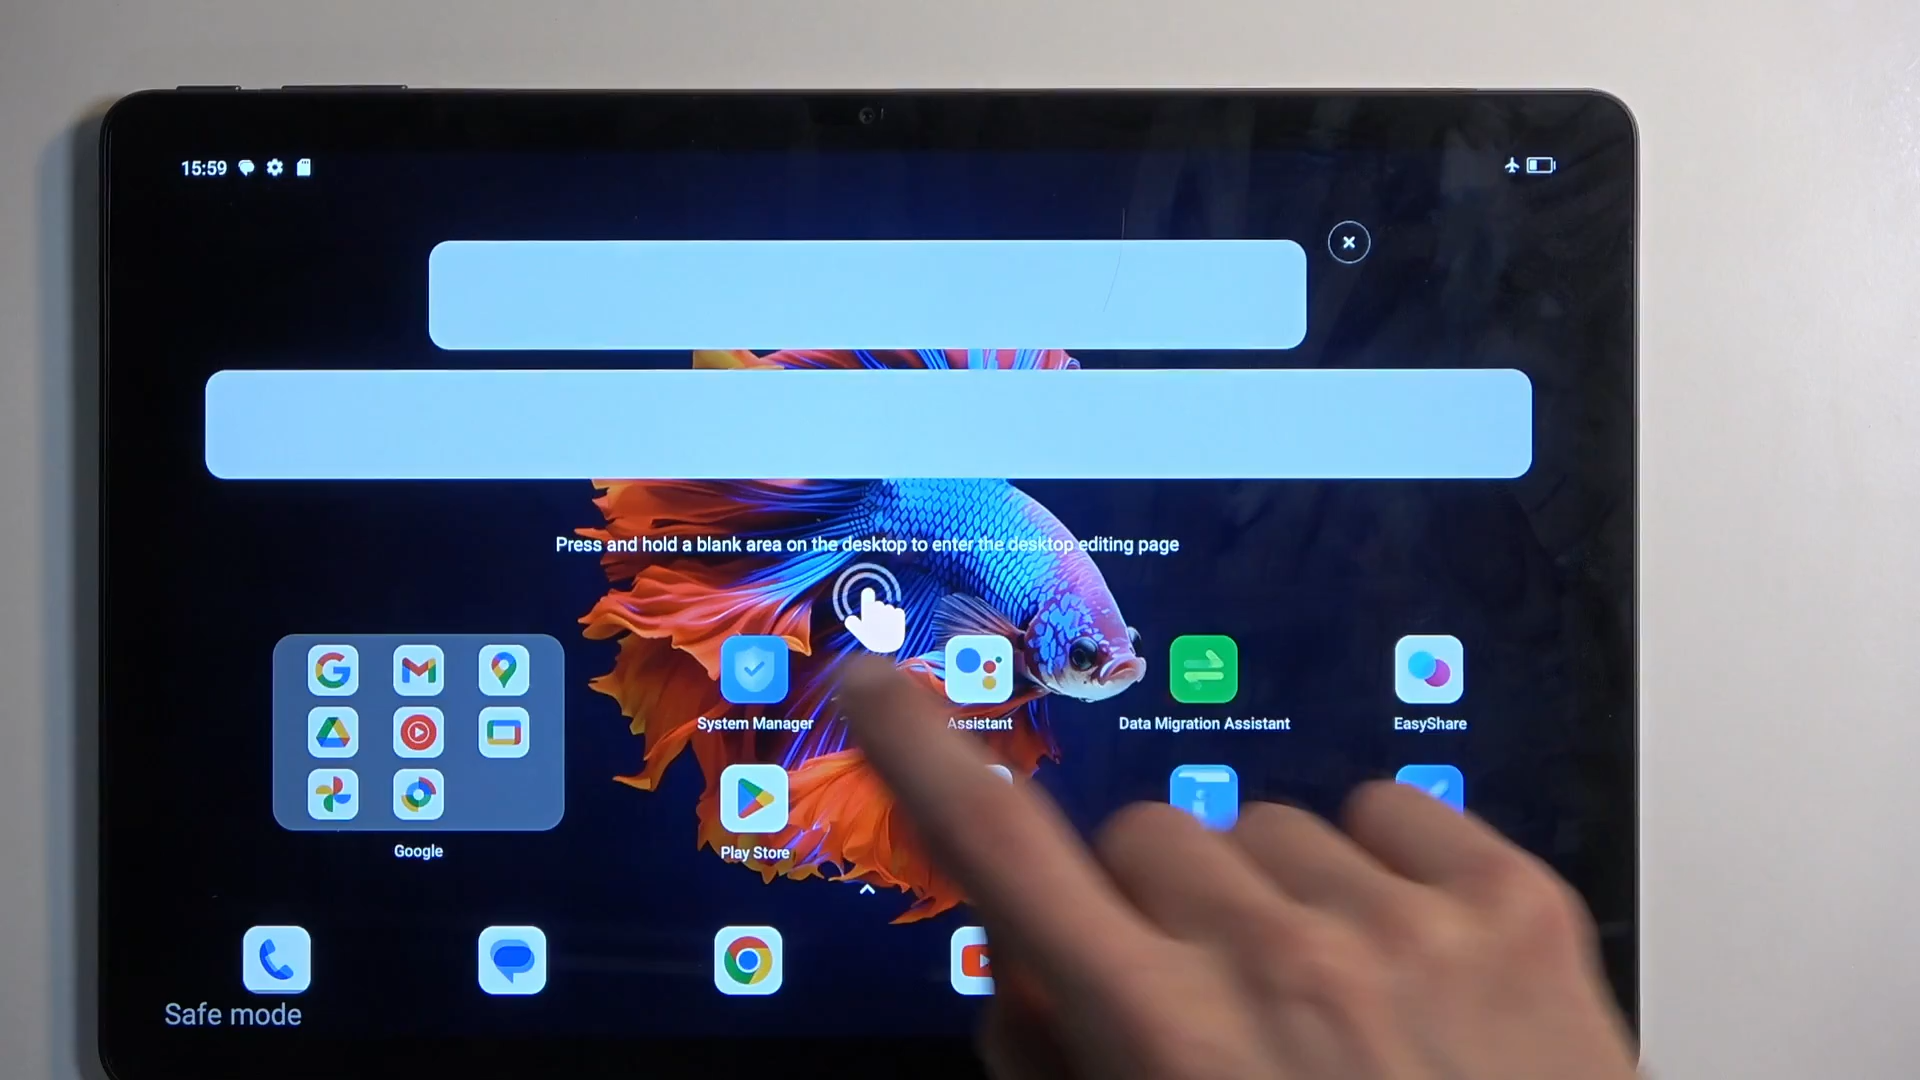 15:59
Press and hold a blank area on the desktop to enter the desktop editing page
System Manager
Assistant
Data Migration Assistant
EasyShare
Play Store
Google
Safe mode